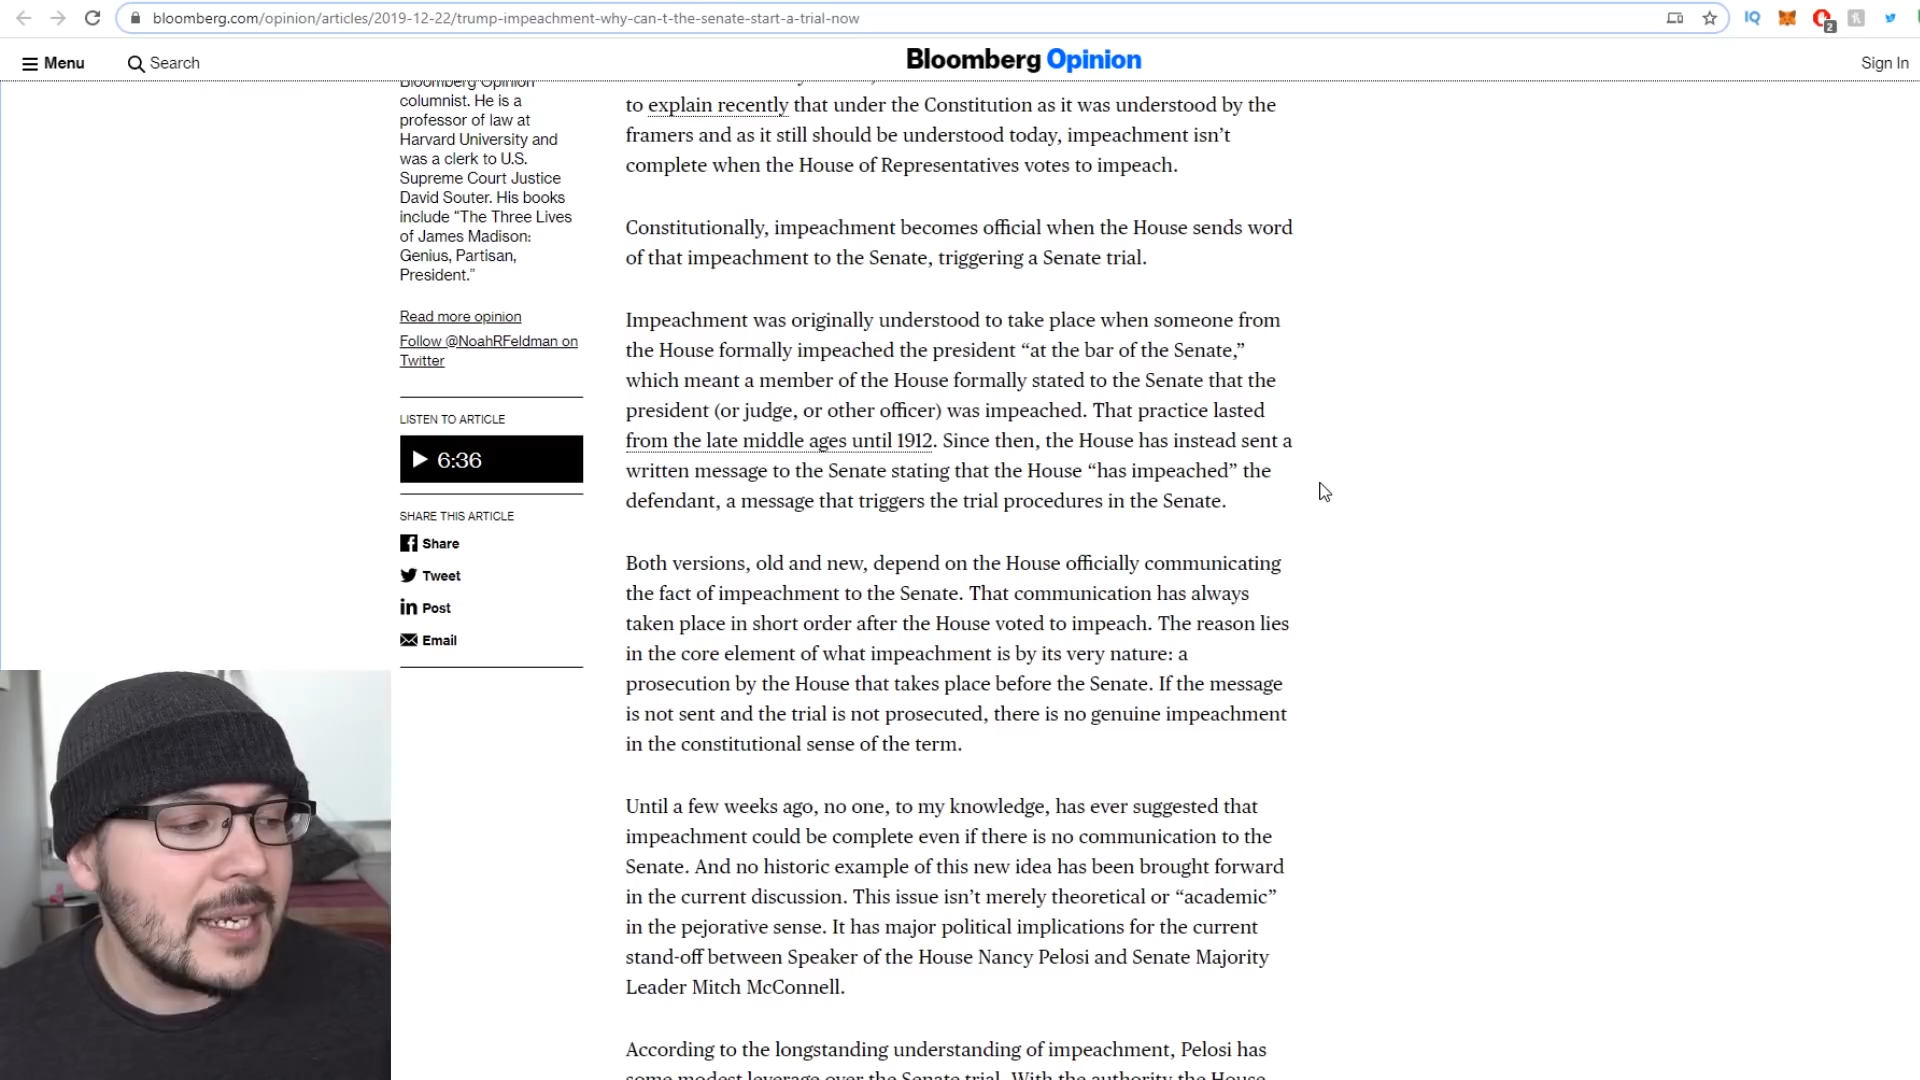 bloomberg.com/opinion/articles/2019-12-22/trump-impeachment-why-can-t-the-senate-start-a-trial-now
IQ
2
Menu
Search
Bloomberg Opinion
Sign In
Bloomberg Opinion
columnist. He is a
professor of law at
Harvard University and
was a clerk to U.S.
Supreme Court Justice
David Souter. His books
include “The Three Lives
of James Madison:
Genius, Partisan,
President.”
Read more opinion
Follow @NoahRFeldman on
Twitter
LISTEN TO ARTICLE
6:36
SHARE THIS ARTICLE
Share
Tweet
in Post
Email
to explain recently that under the Constitution as it was understood by the
framers and as it still should be understood today, impeachment isn’t
complete when the House of Representatives votes to impeach.
Constitutionally, impeachment becomes official when the House sends word
of that impeachment to the Senate, triggering a Senate trial.
Impeachment was originally understood to take place when someone from
the House formally impeached the president “at the bar of the Senate,”
which meant a member of the House formally stated to the Senate that the
president (or judge, or other officer) was impeached. That practice lasted
from the late middle ages until 1912. Since then, the House has instead sent a
written message to the Senate stating that the House “has impeached” the
defendant, a message that triggers the trial procedures in the Senate.
Both versions, old and new, depend on the House officially communicating
the fact of impeachment to the Senate. That communication has always
taken place in short order after the House voted to impeach. The reason lies
in the core element of what impeachment is by its very nature: a
prosecution by the House that takes place before the Senate. If the message
is not sent and the trial is not prosecuted, there is no genuine impeachment
in the constitutional sense of the term.
Until a few weeks ago, no one, to my knowledge, has ever suggested that
impeachment could be complete even if there is no communication to the
Senate. And no historic example of this new idea has been brought forward
in the current discussion. This issue isn’t merely theoretical or “academic”
in the pejorative sense. It has major political implications for the current
stand-off between Speaker of the House Nancy Pelosi and Senate Majority
Leader Mitch McConnell.
According to the longstanding understanding of impeachment, Pelosi has
some modest leverage over the Senate trial. With the authority the House